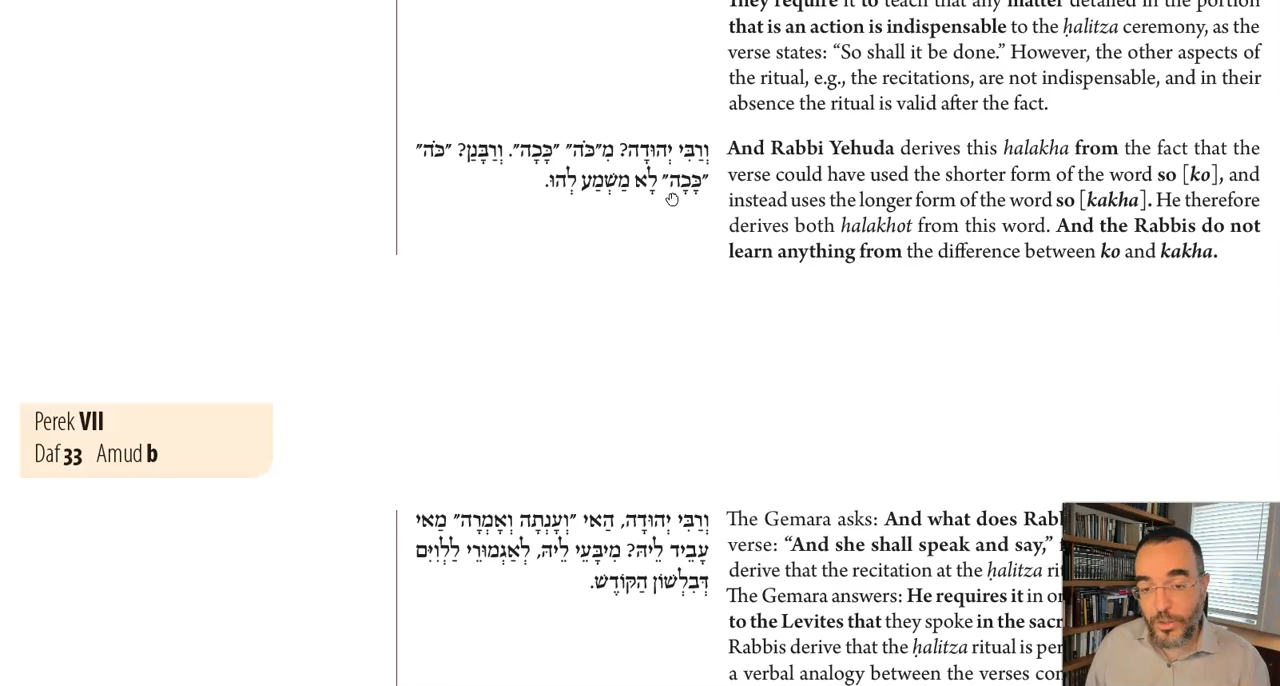 They require it to teach that any matter detailed in the portion
that is an action is indispensable to the ḥalitza ceremony, as the
verse states: “So shall it be done.” However, the other aspects of
the ritual, e.g., the recitations, are not indispensable, and in their
absence the ritual is valid after the fact.
וְרַבִּי יְהוּדָה? מִ״כֹּה״ ״כָּכָה״. וְרַבָּנַן? ״כֹּה״
״כָּכָה״ לָא מַשְׁמַע לְהוּ.
And Rabbi Yehuda derives this halakha from the fact that the
verse could have used the shorter form of the word so [ko], and
instead uses the longer form of the word so [kakha]. He therefore
derives both halakhot from this word. And the Rabbis do not
learn anything from the difference between ko and kakha.
Perek VII
Daf 33 Amud b
וְרַבִּי יְהוּדָה, הַאי ״וְעָנְתָה וְאָמְרָה״ מַאי
עָבֵיד לֵיהּ? מִיבָּעֵי לֵיהּ, לְאַגְמוּרֵי לַלְוִיִּם
דְּבִלְשׁוֹן הַקּוֹדֶשׁ.
The Gemara asks: And what does
verse: “And she shall speak and say,”
derive that the recitation at the ḥalitza
The Gemara answers: He requires it in
to the Levites that they spoke in the
Rabbis derive that the ḥalitza ritual is
a verbal analogy between the verses